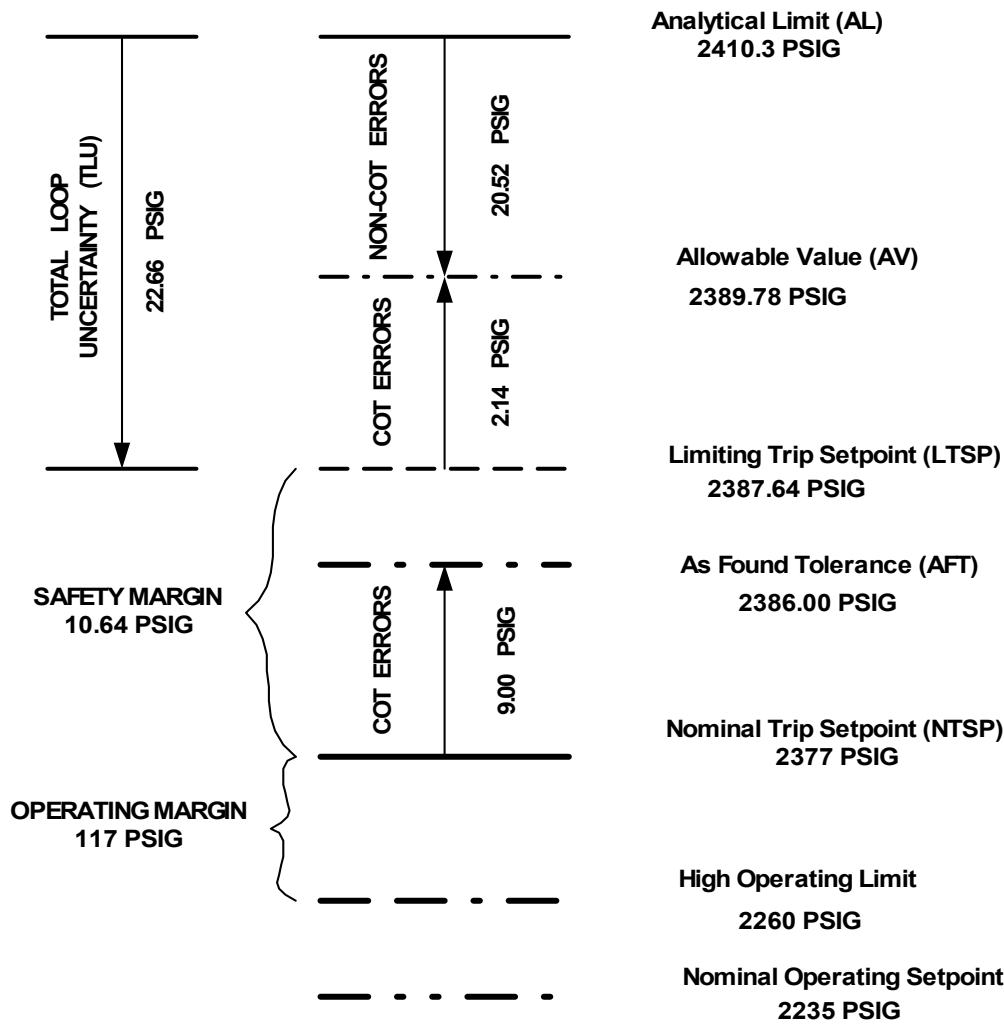 Analytical Limit (AL)
2410.3 PSIG
TOTAL LOOP
UNCERTAINTY (TLU)
22.66 PSIG
NON-COT ERRORS
20.52 PSIG
Allowable Value (AV)
2389.78 PSIG
COT ERRORS
2.14 PSIG
Limiting Trip Setpoint (LTSP)
2387.64 PSIG
As Found Tolerance (AFT)
2386.00 PSIG
SAFETY MARGIN
10.64 PSIG
COT ERRORS
9.00 PSIG
Nominal Trip Setpoint (NTSP)
2377 PSIG
OPERATING MARGIN
117 PSIG
High Operating Limit
2260 PSIG
Nominal Operating Setpoint
2235 PSIG